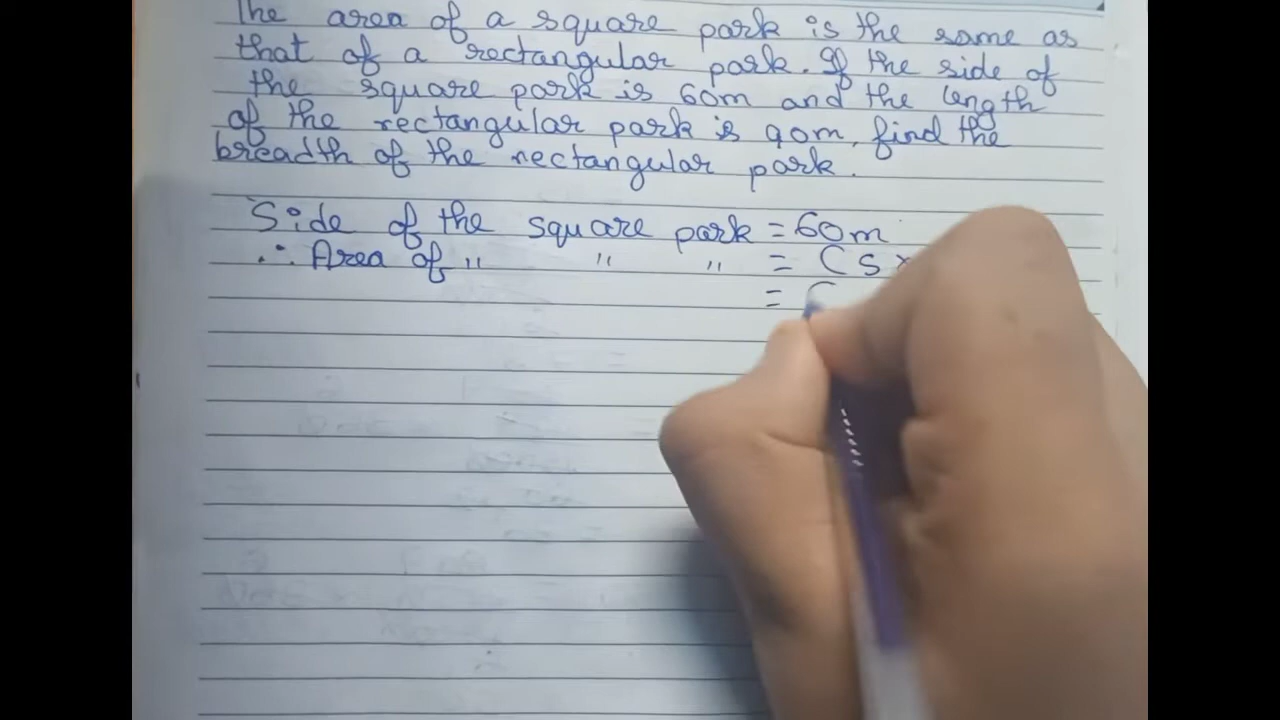 The area of a square park is the same as
that of a rectangular park. If the side of
the square park is 60m and the length
of the rectangular park is 90m, find the
breadth of the rectangular park.
Side of the square park = 60m
∴ Area of " " " = (s×
= (